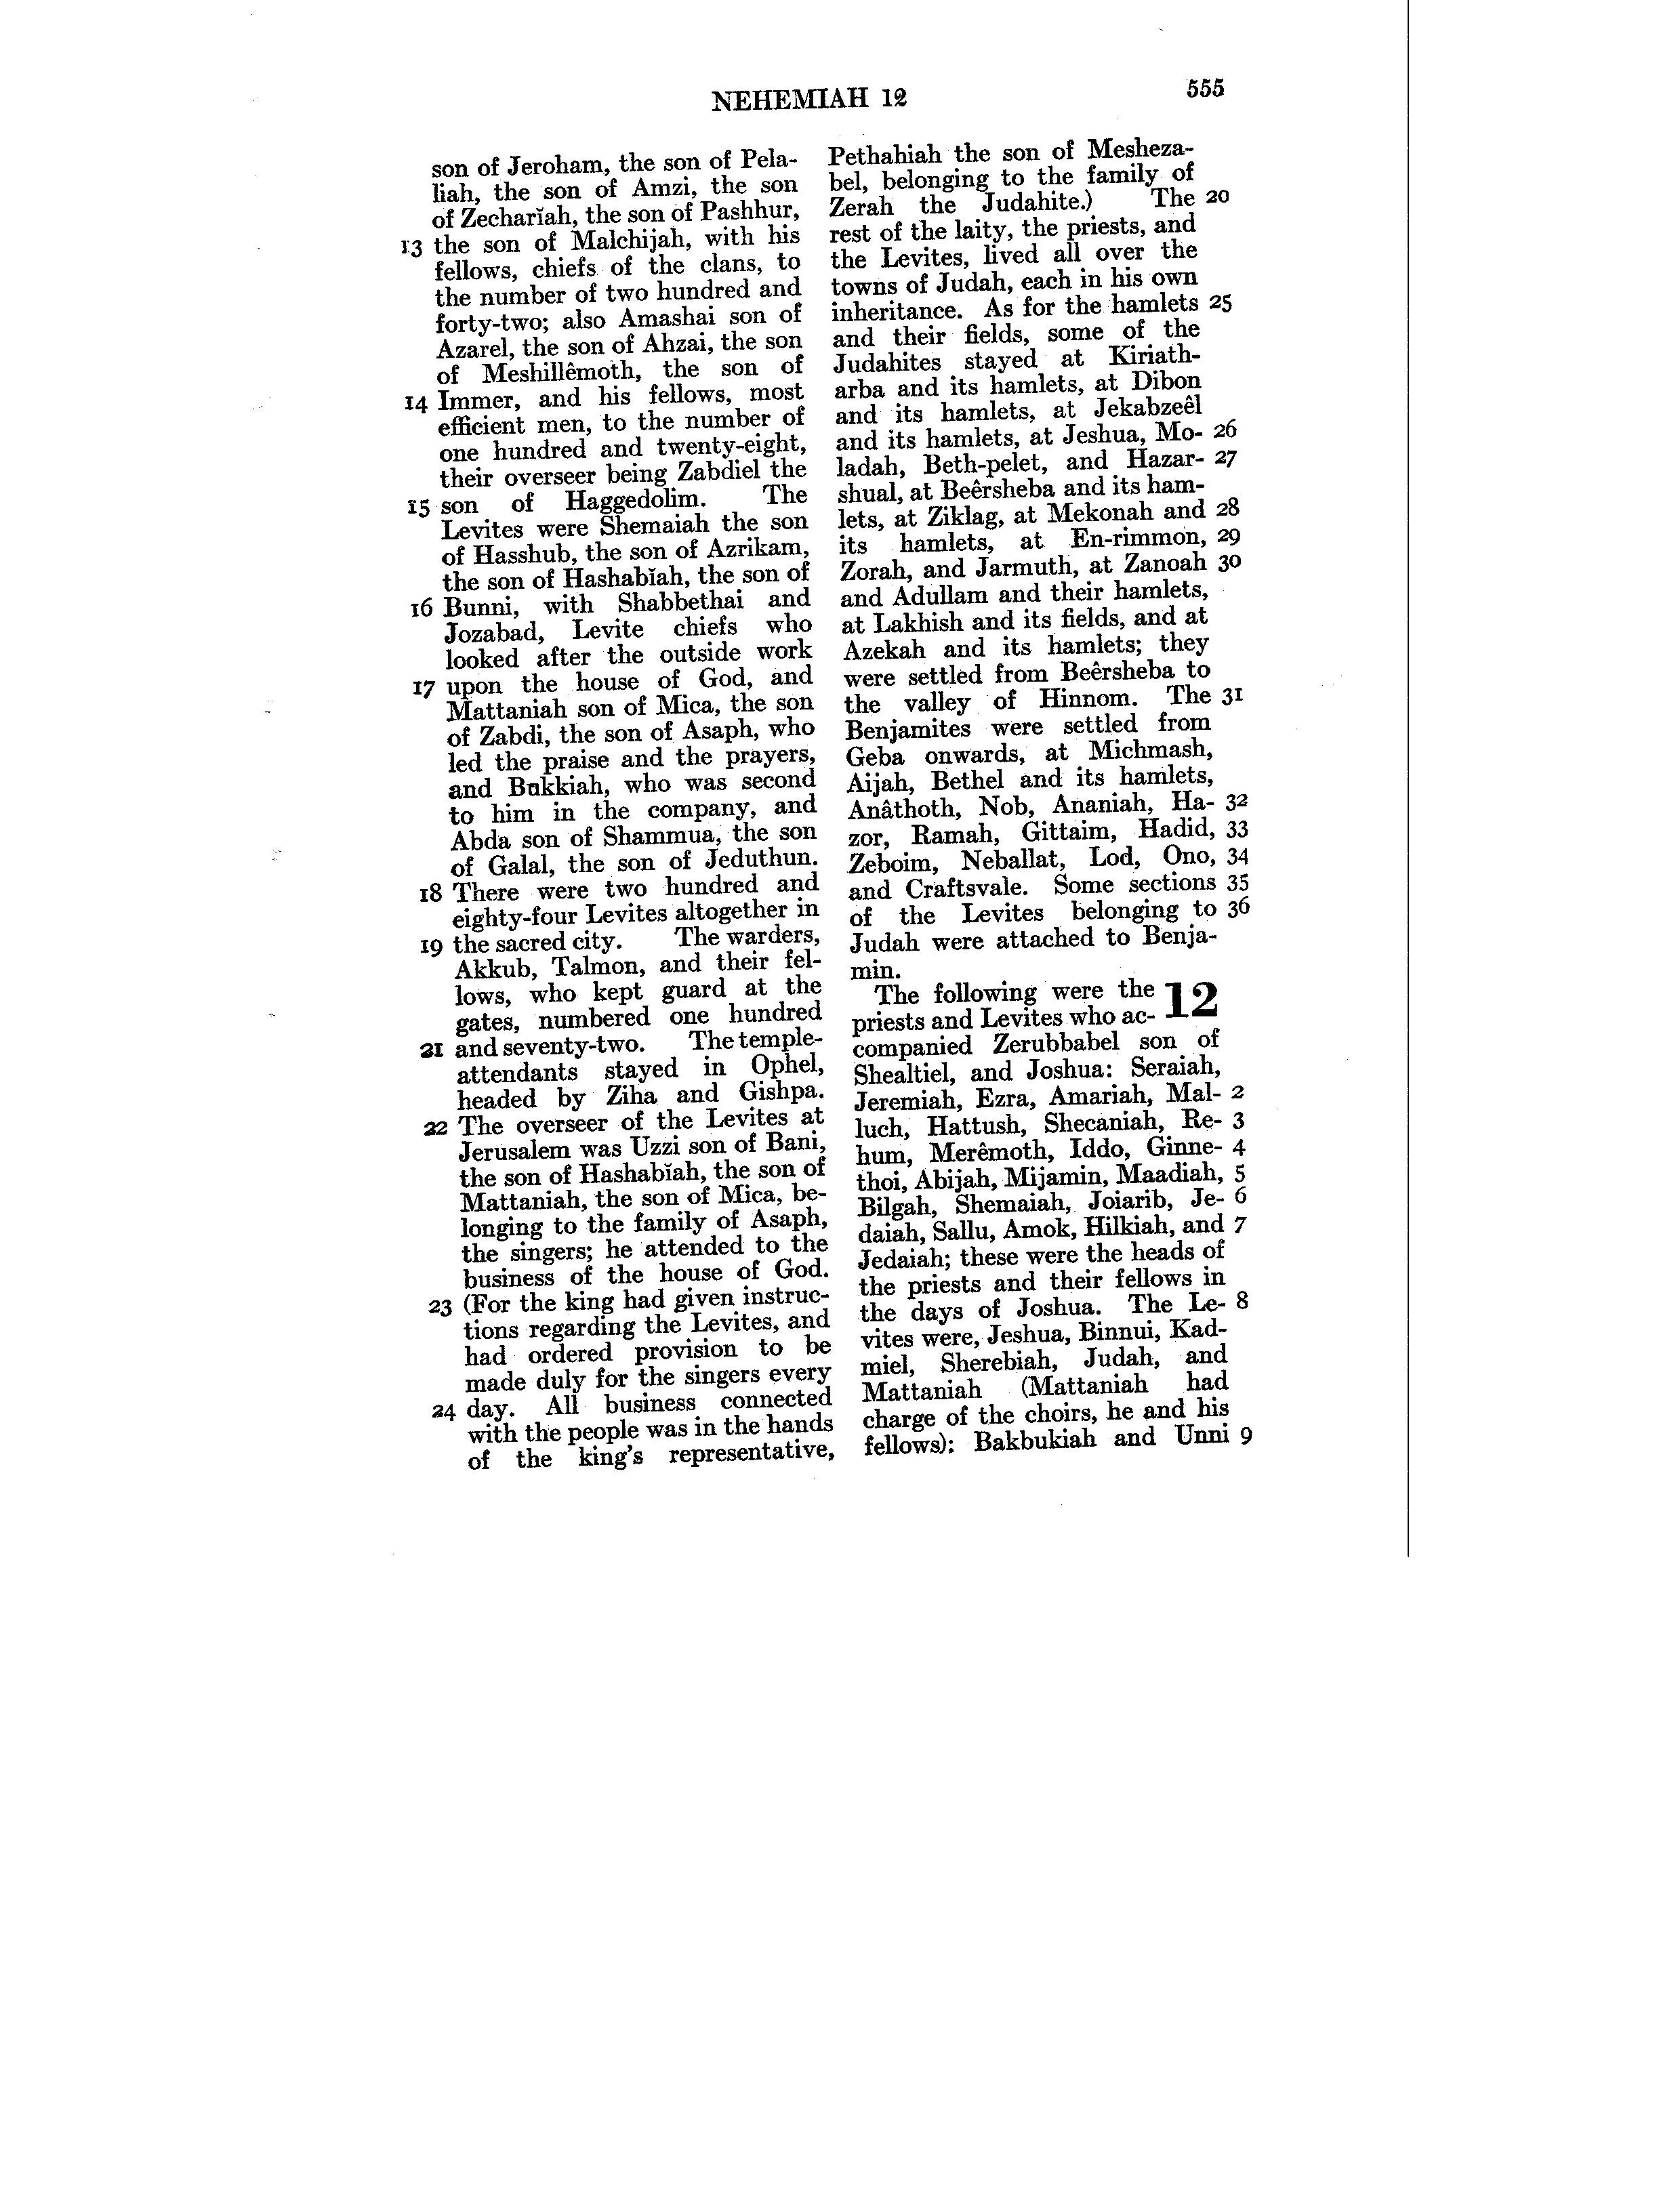 NEHEMIAH 12
555
son of Jeroham, the son of Pela-
liah, the son of Amzi, the son
of Zecharĭah, the son of Pashhur,
13 the son of Malchijah, with his
fellows, chiefs of the clans, to
the number of two hundred and
forty-two; also Amashai son of
Azarel, the son of Ahzai, the son
of Meshillêmoth, the son of
14 Immer, and his fellows, most
efficient men, to the number of
one hundred and twenty-eight,
their overseer being Zabdiel the
15 son of Haggedolim. The
Levites were Shemaiah the son
of Hasshub, the son of Azrikam,
the son of Hashabĭah, the son of
16 Bunni, with Shabbethai and
Jozabad, Levite chiefs who
looked after the outside work
17 upon the house of God, and
Mattaniah son of Mica, the son
of Zabdi, the son of Asaph, who
led the praise and the prayers,
and Bukkiah, who was second
to him in the company, and
Abda son of Shammua, the son
of Galal, the son of Jeduthun.
18 There were two hundred and
eighty-four Levites altogether in
19 the sacred city. The warders,
Akkub, Talmon, and their fel-
lows, who kept guard at the
gates, numbered one hundred
21 and seventy-two. The temple-
attendants stayed in Ophel,
headed by Ziha and Gishpa.
22 The overseer of the Levites at
Jerusalem was Uzzi son of Bani,
the son of Hashabĭah, the son of
Mattaniah, the son of Mica, be-
longing to the family of Asaph,
the singers; he attended to the
business of the house of God.
23 (For the king had given instruc-
tions regarding the Levites, and
had ordered provision to be
made duly for the singers every
24 day. All business connected
with the people was in the hands
of the king's representative,
Pethahiah the son of Mesheza-
bel, belonging to the family of
Zerah the Judahite.) The 20
rest of the laity, the priests, and
the Levites, lived all over the
towns of Judah, each in his own
inheritance. As for the hamlets 25
and their fields, some of the
Judahites stayed at Kiriath-
arba and its hamlets, at Dibon
and its hamlets, at Jekabzeêl
and its hamlets, at Jeshua, Mo- 26
ladah, Beth-pelet, and Hazar- 27
shual, at Beêrsheba and its ham-
lets, at Ziklag, at Mekonah and 28
its hamlets, at En-rimmon, 29
Zorah, and Jarmuth, at Zanoah 30
and Adullam and their hamlets,
at Lakhish and its fields, and at
Azekah and its hamlets; they
were settled from Beêrsheba to
the valley of Hinnom. The 31
Benjamites were settled from
Geba onwards, at Michmash,
Aijah, Bethel and its hamlets,
Anâthoth, Nob, Ananiah, Ha- 32
zor, Ramah, Gittaim, Hadid, 33
Zeboim, Neballat, Lod, Ono, 34
and Craftsvale. Some sections 35
of the Levites belonging to 36
Judah were attached to Benja-
min.
The following were the 12
priests and Levites who ac-
companied Zerubbabel son of
Shealtiel, and Joshua: Seraiah,
Jeremiah, Ezra, Amariah, Mal- 2
luch, Hattush, Shecaniah, Re- 3
hum, Merêmoth, Iddo, Ginne- 4
thoi, Abijah, Mijamin, Maadiah, 5
Bilgah, Shemaiah, Joiarib, Je- 6
daiah, Sallu, Amok, Hilkiah, and 7
Jedaiah; these were the heads of
the priests and their fellows in
the days of Joshua. The Le- 8
vites were, Jeshua, Binnui, Kad-
miel, Sherebiah, Judah, and
Mattaniah (Mattaniah had
charge of the choirs, he and his
fellows); Bakbukiah and Unni 9